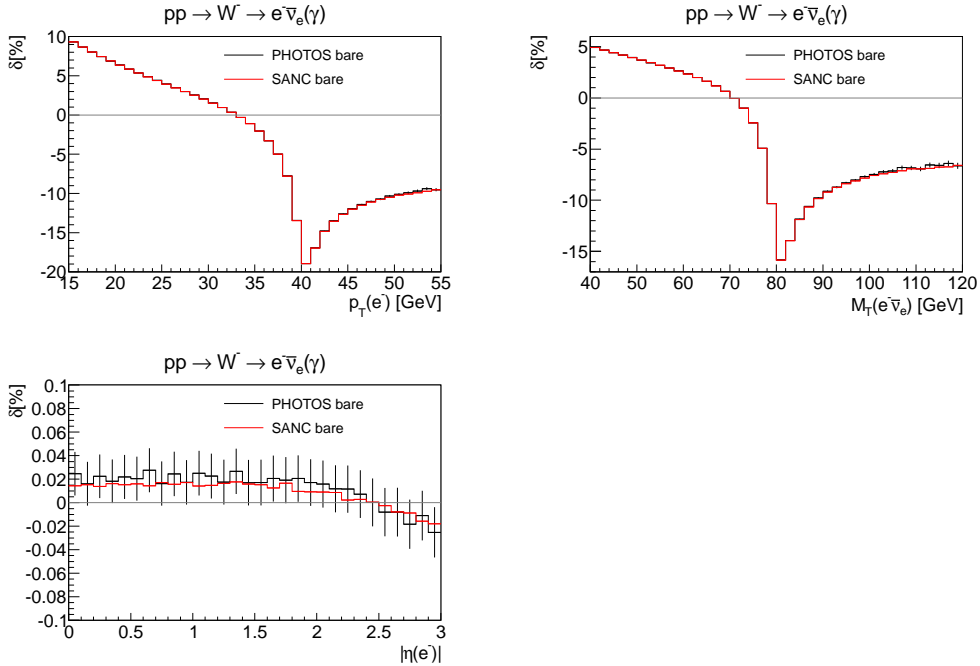 pp → W⁻ → e⁻ν̄ₑ(γ)
δ[%]
PHOTOS bare
SANC bare
10
5
0
-5
-10
-15
-20
15 20 25 30 35 40 45 50 55
p_T(e⁻) [GeV]
pp → W⁻ → e⁻ν̄ₑ(γ)
δ[%]
PHOTOS bare
SANC bare
5
0
-5
-10
-15
40 50 60 70 80 90 100 110 120
M_T(e⁻ν̄ₑ) [GeV]
pp → W⁻ → e⁻ν̄ₑ(γ)
δ[%]
PHOTOS bare
SANC bare
0.1
0.08
0.06
0.04
0.02
0
-0.02
-0.04
-0.06
-0.08
-0.1
0 0.5 1 1.5 2 2.5 3
|η(e⁻)|